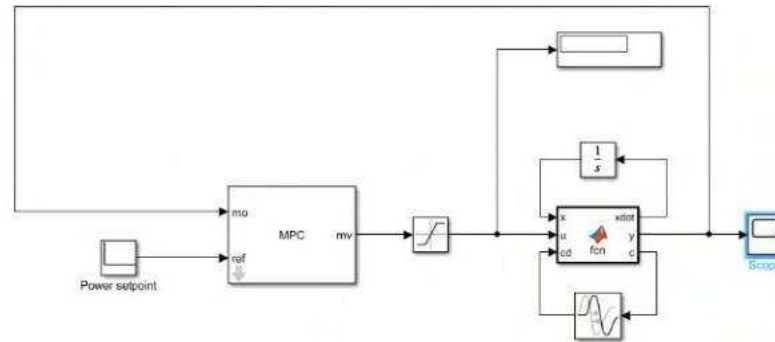 1
s
mo
MPC
mv
ref
Power setpoint
x
xdot
u
y
cd
c
fcn
Scop